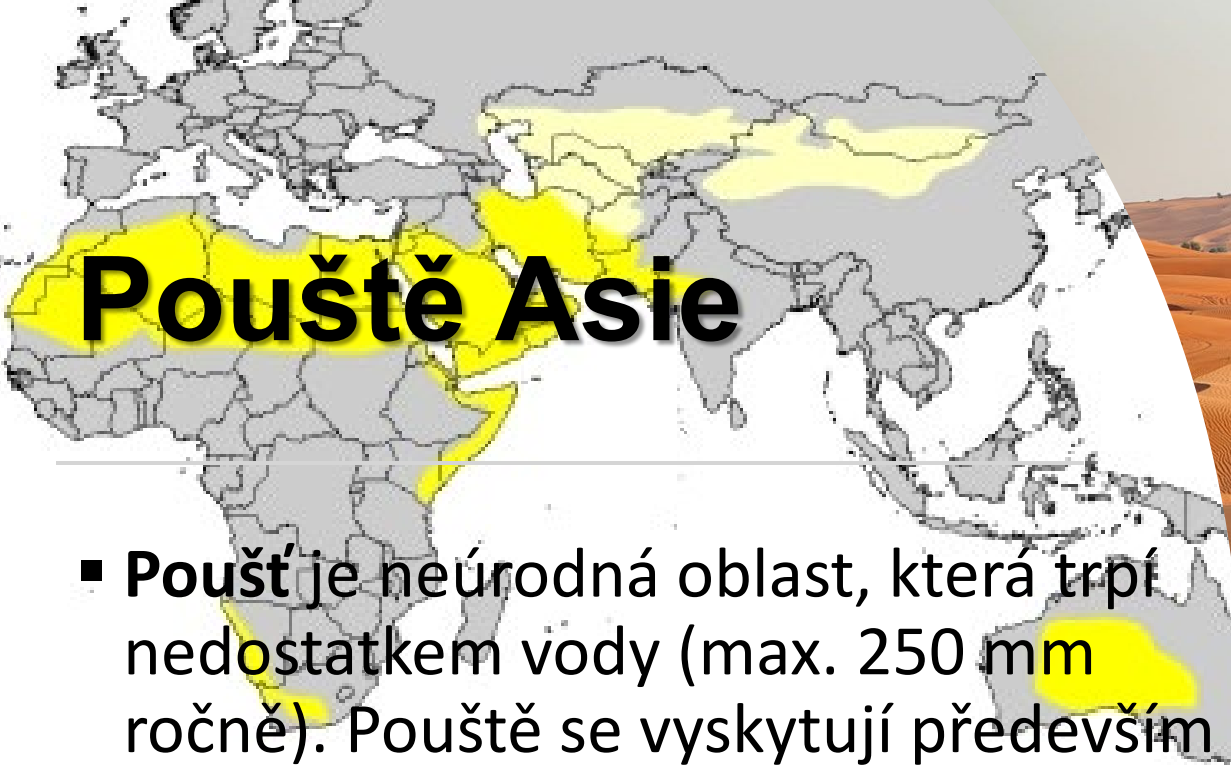 Pouště Asie
▪ Poušť je neúrodná oblast, která trpí
nedostatkem vody (max. 250 mm
ročně). Pouště se vyskytují především